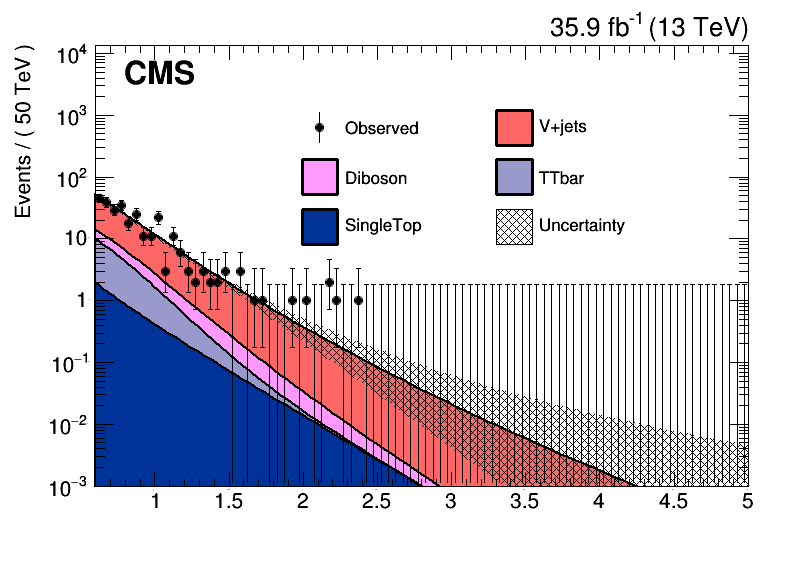 35.9 fb⁻¹ (13 TeV)
CMS
Events / ( 50 TeV )
Observed
V+jets
Diboson
TTbar
SingleTop
Uncertainty
10⁴
10³
10²
10
1
10⁻¹
10⁻²
10⁻³
1 1.5 2 2.5 3 3.5 4 4.5 5